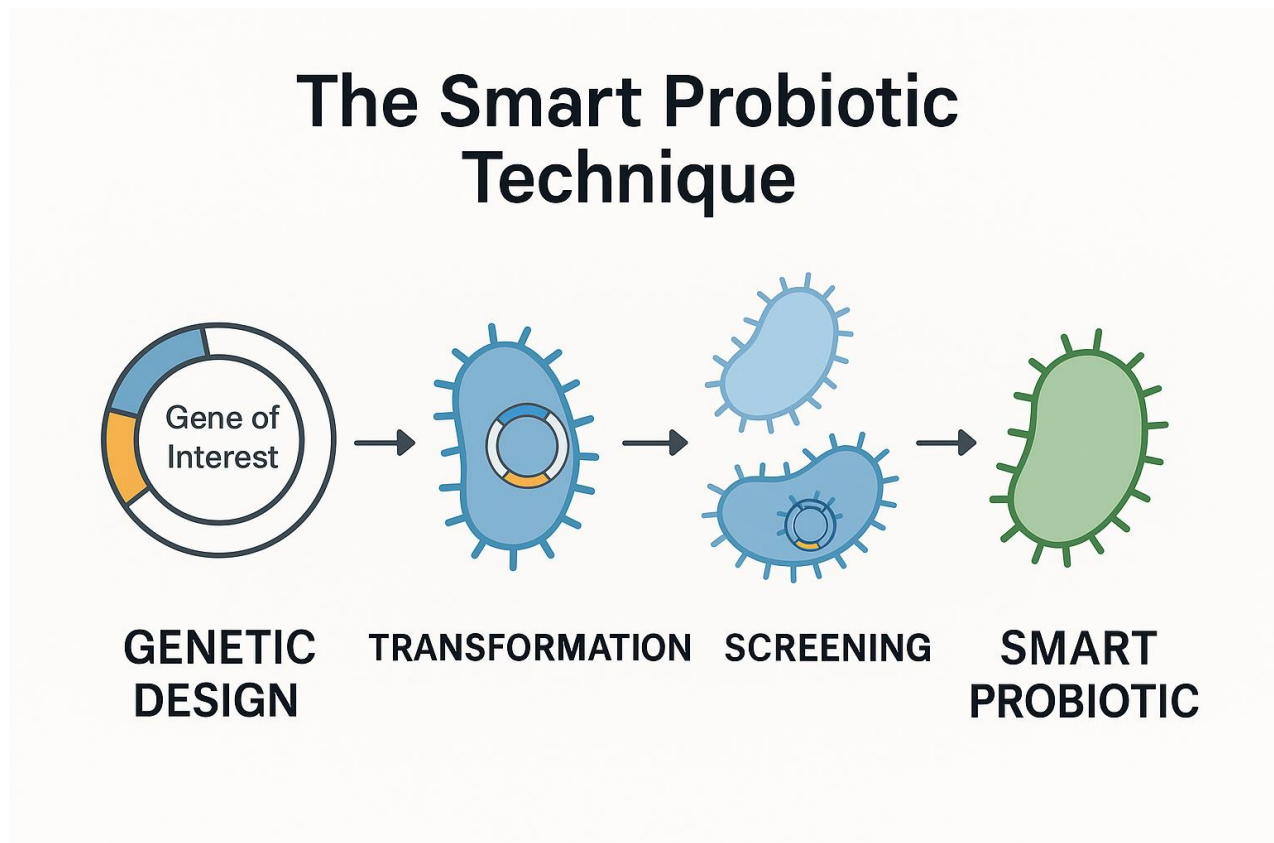 The Smart Probiotic
Technique
Gene of
Interest
GENETIC
DESIGN
TRANSFORMATION
SCREENING
SMART
PROBIOTIC